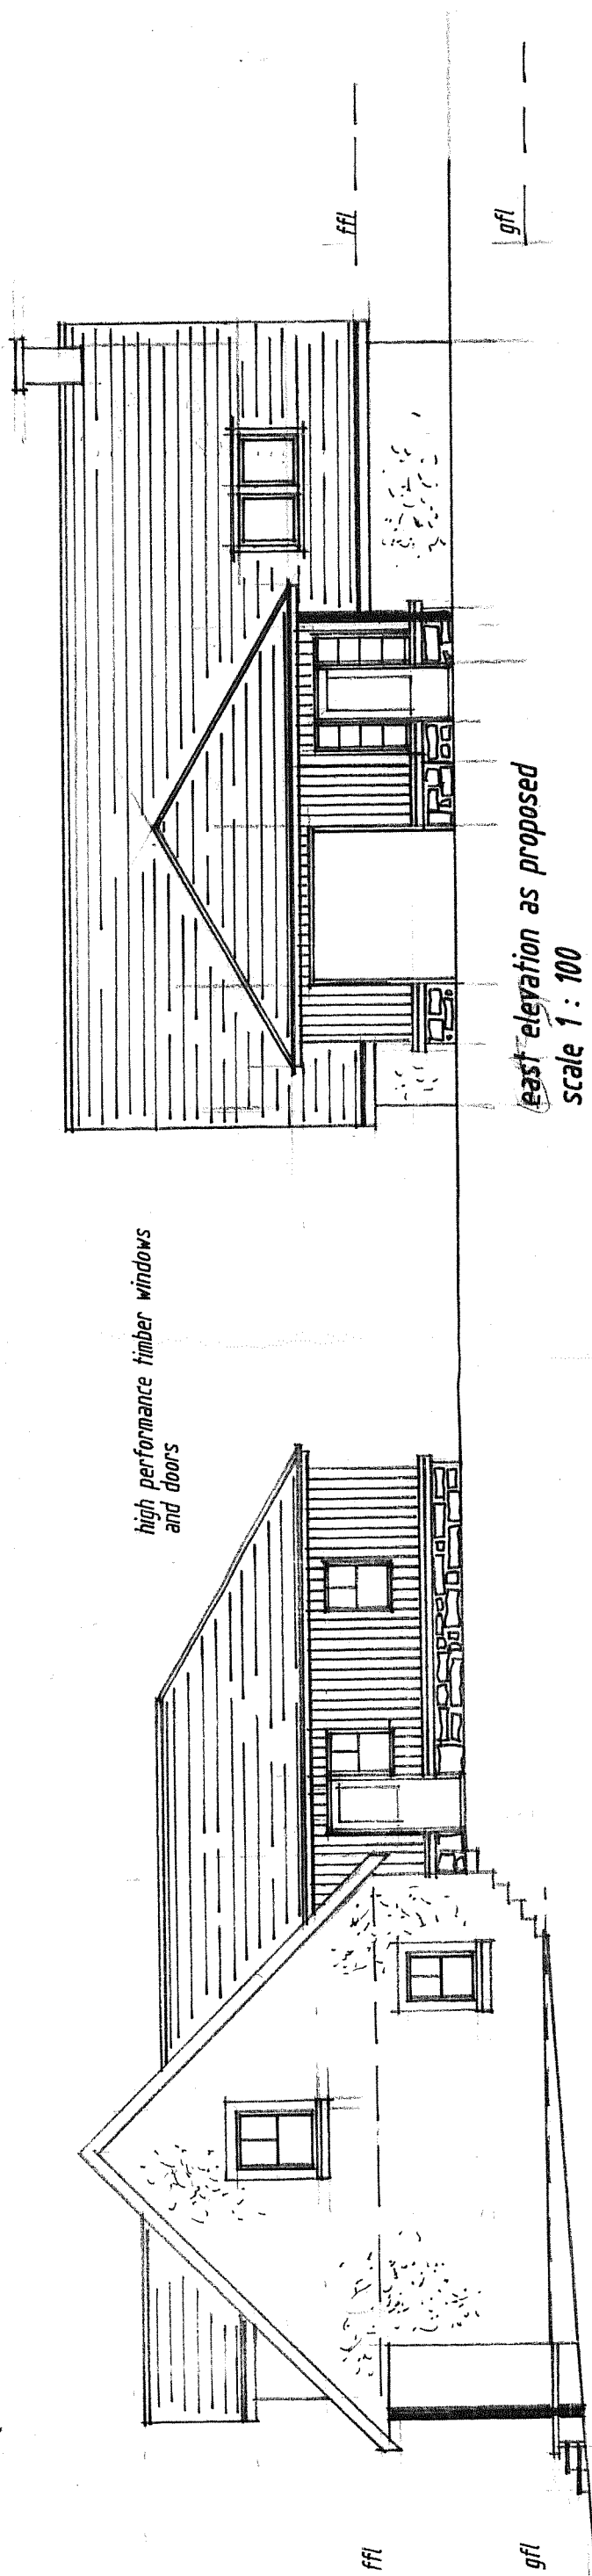 high performance timber windows
and doors
ffl
gfl
ffl
gfl
east elevation as proposed
scale 1 : 100